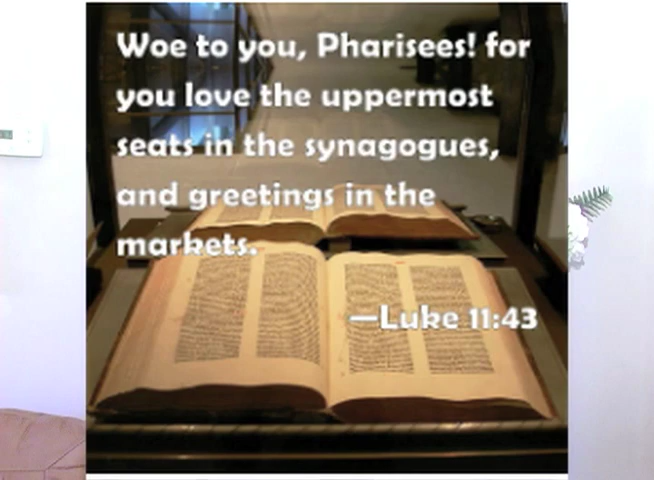 Woe to you, Pharisees! for
you love the uppermost
seats in the synagogues,
and greetings in the
markets.
—Luke 11:43